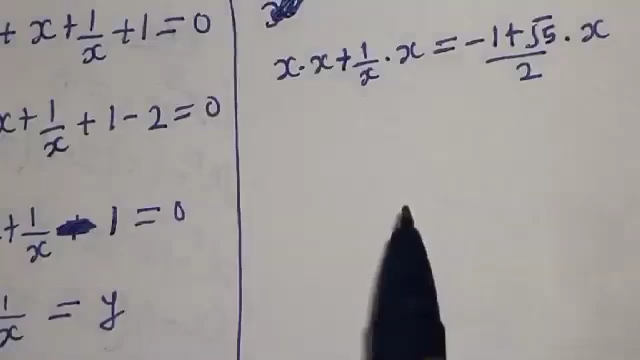 + x + 1/x + 1 = 0
x + 1/x + 1 - 2 = 0
+ 1/x - 1 = 0
1/x = y
x·x + 1/x·x = -1+√5/2·x